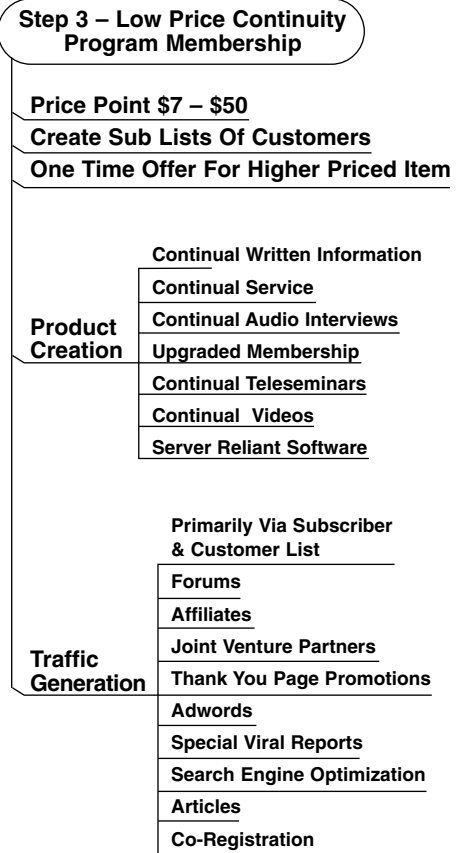 Step 3 – Low Price Continuity
Program Membership
Price Point $7 – $50
Create Sub Lists Of Customers
One Time Offer For Higher Priced Item
Continual Written Information
Continual Service
Continual Audio Interviews
Product
Creation
Upgraded Membership
Continual Teleseminars
Continual Videos
Server Reliant Software
Primarily Via Subscriber
& Customer List
Forums
Affiliates
Joint Venture Partners
Traffic
Generation
Thank You Page Promotions
Adwords
Special Viral Reports
Search Engine Optimization
Articles
Co-Registration